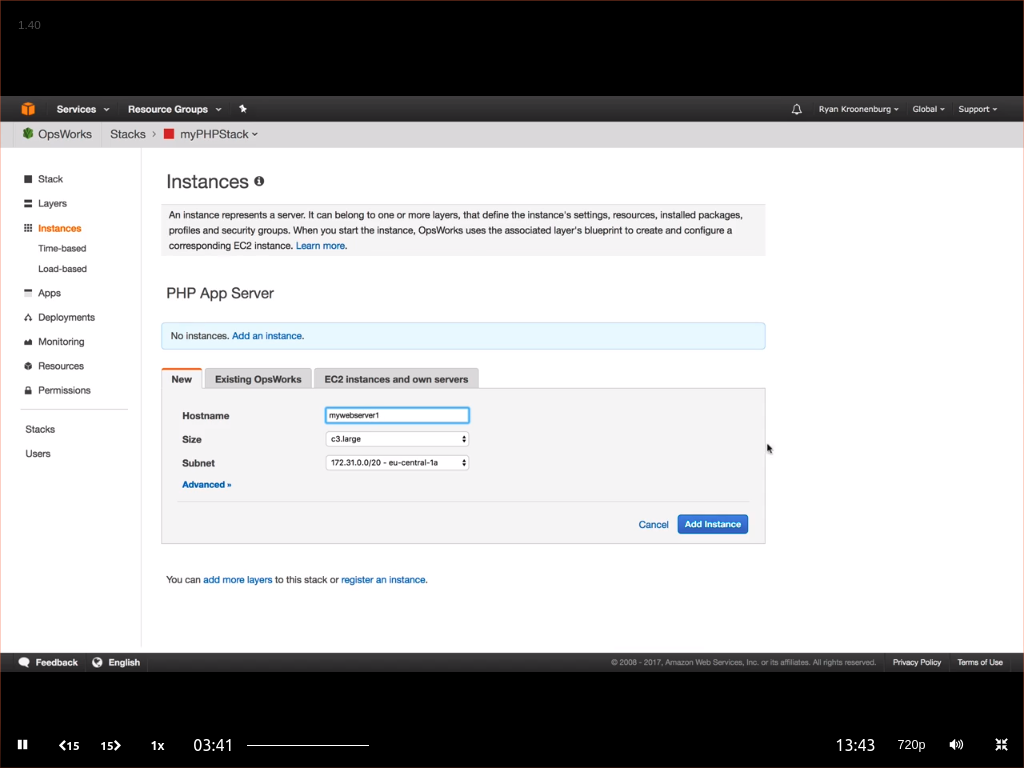 1.40
Services Resource Groups Ryan Kroonenburg Global Support
OpsWorks Stacks myPHPStack
Stack
Layers
Instances
Time-based
Load-based
Apps
Deployments
Monitoring
Resources
Permissions
Stacks
Users
Instances
An instance represents a server. It can belong to one or more layers, that define the instance's settings, resources, installed packages,
profiles and security groups. When you start the instance, OpsWorks uses the associated layer's blueprint to create and configure a
corresponding EC2 instance. Learn more.
PHP App Server
No instances. Add an instance.
New Existing OpsWorks EC2 instances and own servers
Hostname mywebserver1
Size c3.large
Subnet 172.31.0.0/20 - eu-central-1a
Advanced »
Cancel Add Instance
You can add more layers to this stack or register an instance.
Feedback English © 2008 - 2017, Amazon Web Services, Inc. or its affiliates. All rights reserved. Privacy Policy Terms of Use
15 15 1x 03:41 13:43 720p